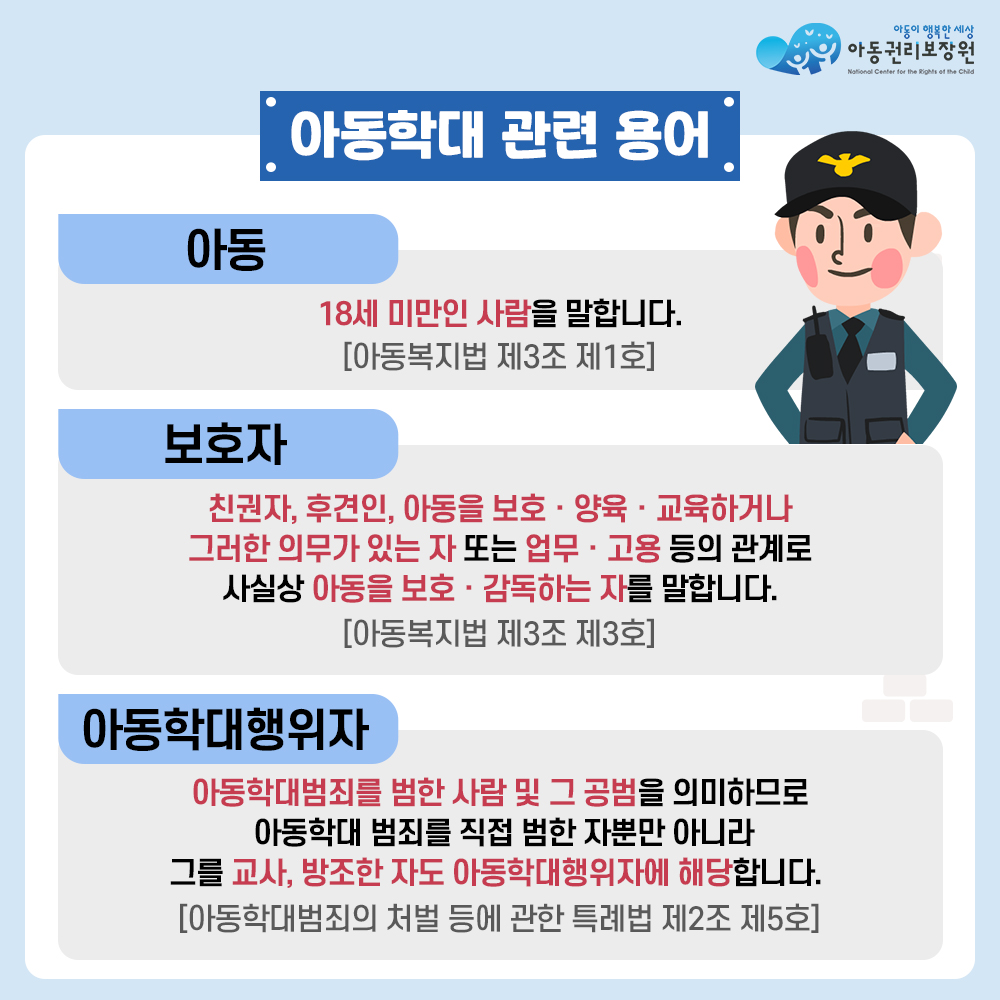 아동이 행복한 세상
아동권리보장원
National Center for the Rights of the Child
아동학대 관련 용어
아동
18세 미만인 사람을 말합니다.
[아동복지법 제3조 제1호]
보호자
친권자, 후견인, 아동을 보호 · 양육 · 교육하거나
그러한 의무가 있는 자 또는 업무 · 고용 등의 관계로
사실상 아동을 보호 · 감독하는 자를 말합니다.
[아동복지법 제3조 제3호]
아동학대행위자
아동학대범죄를 범한 사람 및 그 공범을 의미하므로
아동학대 범죄를 직접 범한 자뿐만 아니라
그를 교사, 방조한 자도 아동학대행위자에 해당합니다.
[아동학대범죄의 처벌 등에 관한 특례법 제2조 제5호]